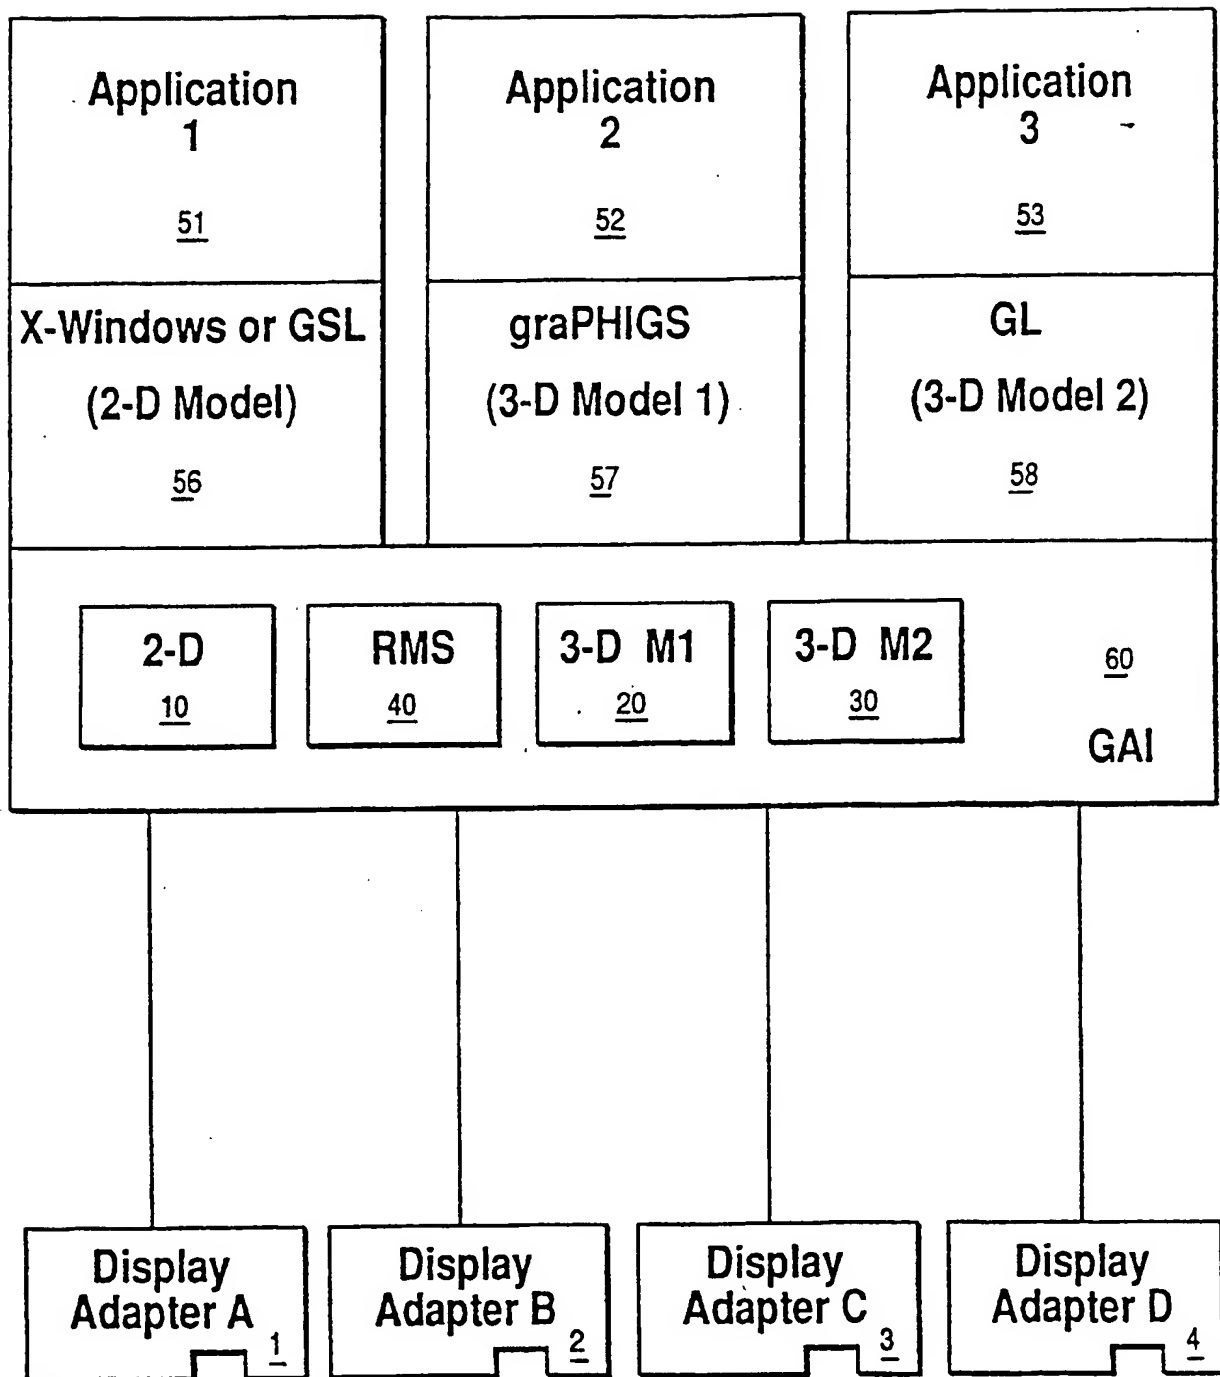 Application
1
51
Application
2
52
Application
3
53
X-Windows or GSL
(2-D Model)
56
graPHIGS
(3-D Model 1)
57
GL
(3-D Model 2)
58
2-D
10
RMS
40
3-D M1
20
3-D M2
30
60
GAI
Display
Adapter A
1
Display
Adapter B
2
Display
Adapter C
3
Display
Adapter D
4